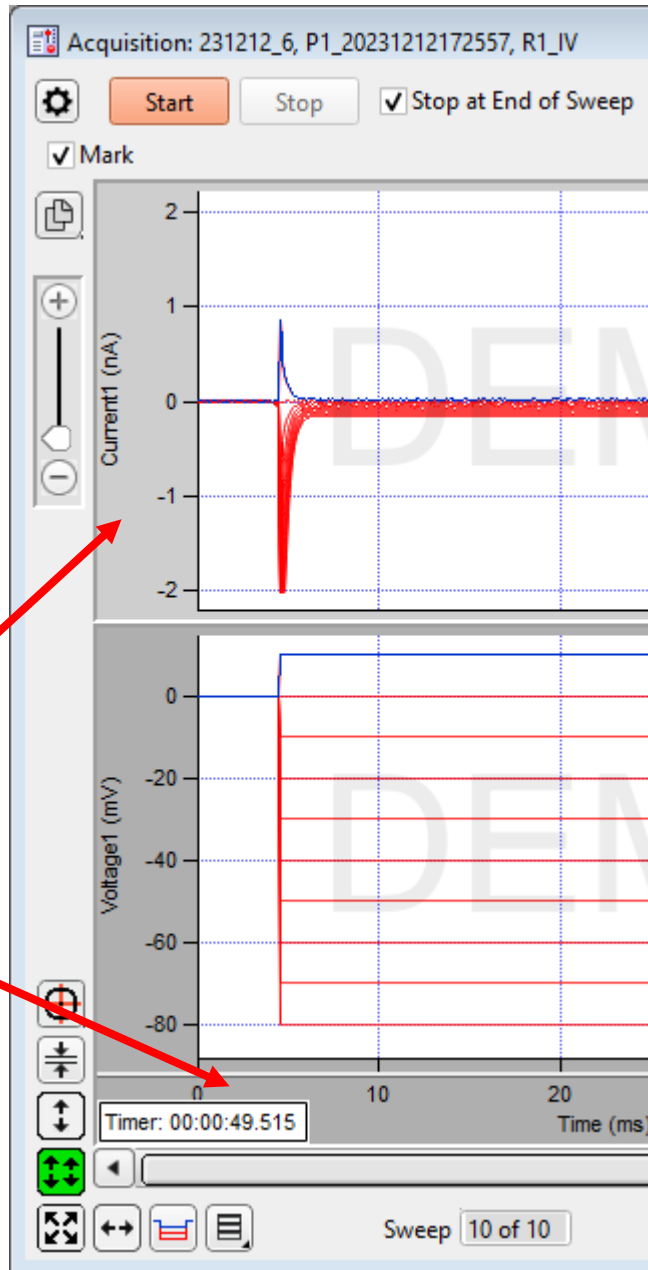 Acquisition: 231212_6, P1_20231212172557, R1_IV
Start Stop Stop at End of Sweep
Mark
Current1 (nA)
2
1
0
-1
-2
DEM
Voltage1 (mV)
0
-20
-40
-60
-80
DEM
0 10 20
Timer: 00:00:49.515
Time (ms)
Sweep 10 of 10